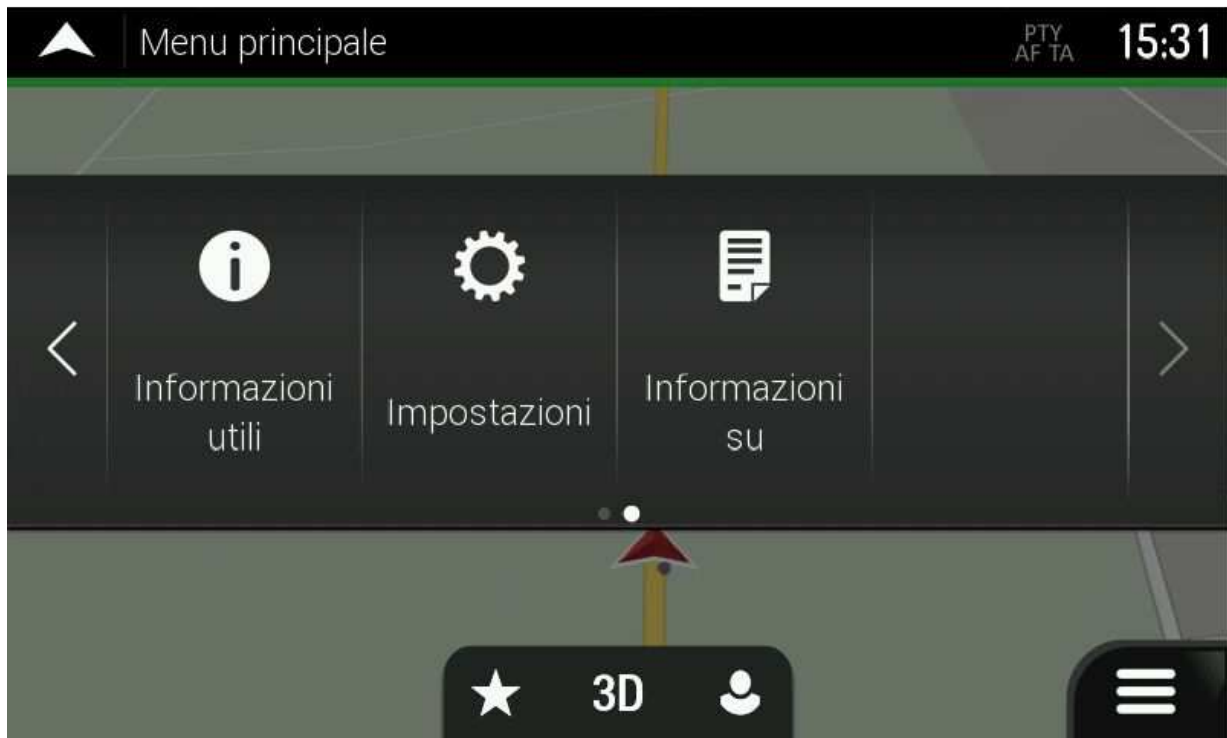 Menu principale
PTY
AF TA
15:31
Informazioni
utili
Impostazioni
Informazioni
su
3D